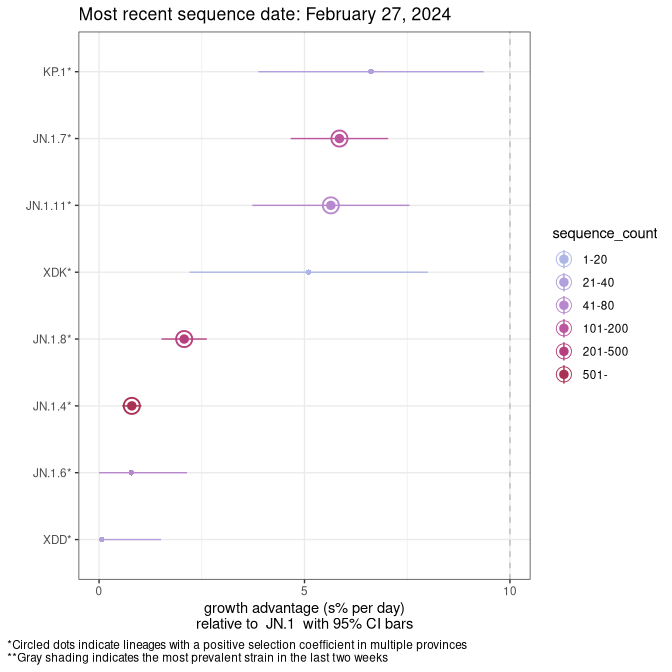 Most recent sequence date: February 27, 2024
KP.1*
JN.1.7*
JN.1.11*
XDK*
JN.1.8*
JN.1.4*
JN.1.6*
XDD*
0
5
10
growth advantage (s% per day)
relative to  JN.1  with 95% CI bars
sequence_count
1-20
21-40
41-80
101-200
201-500
501-
*Circled dots indicate lineages with a positive selection coefficient in multiple provinces
**Gray shading indicates the most prevalent strain in the last two weeks